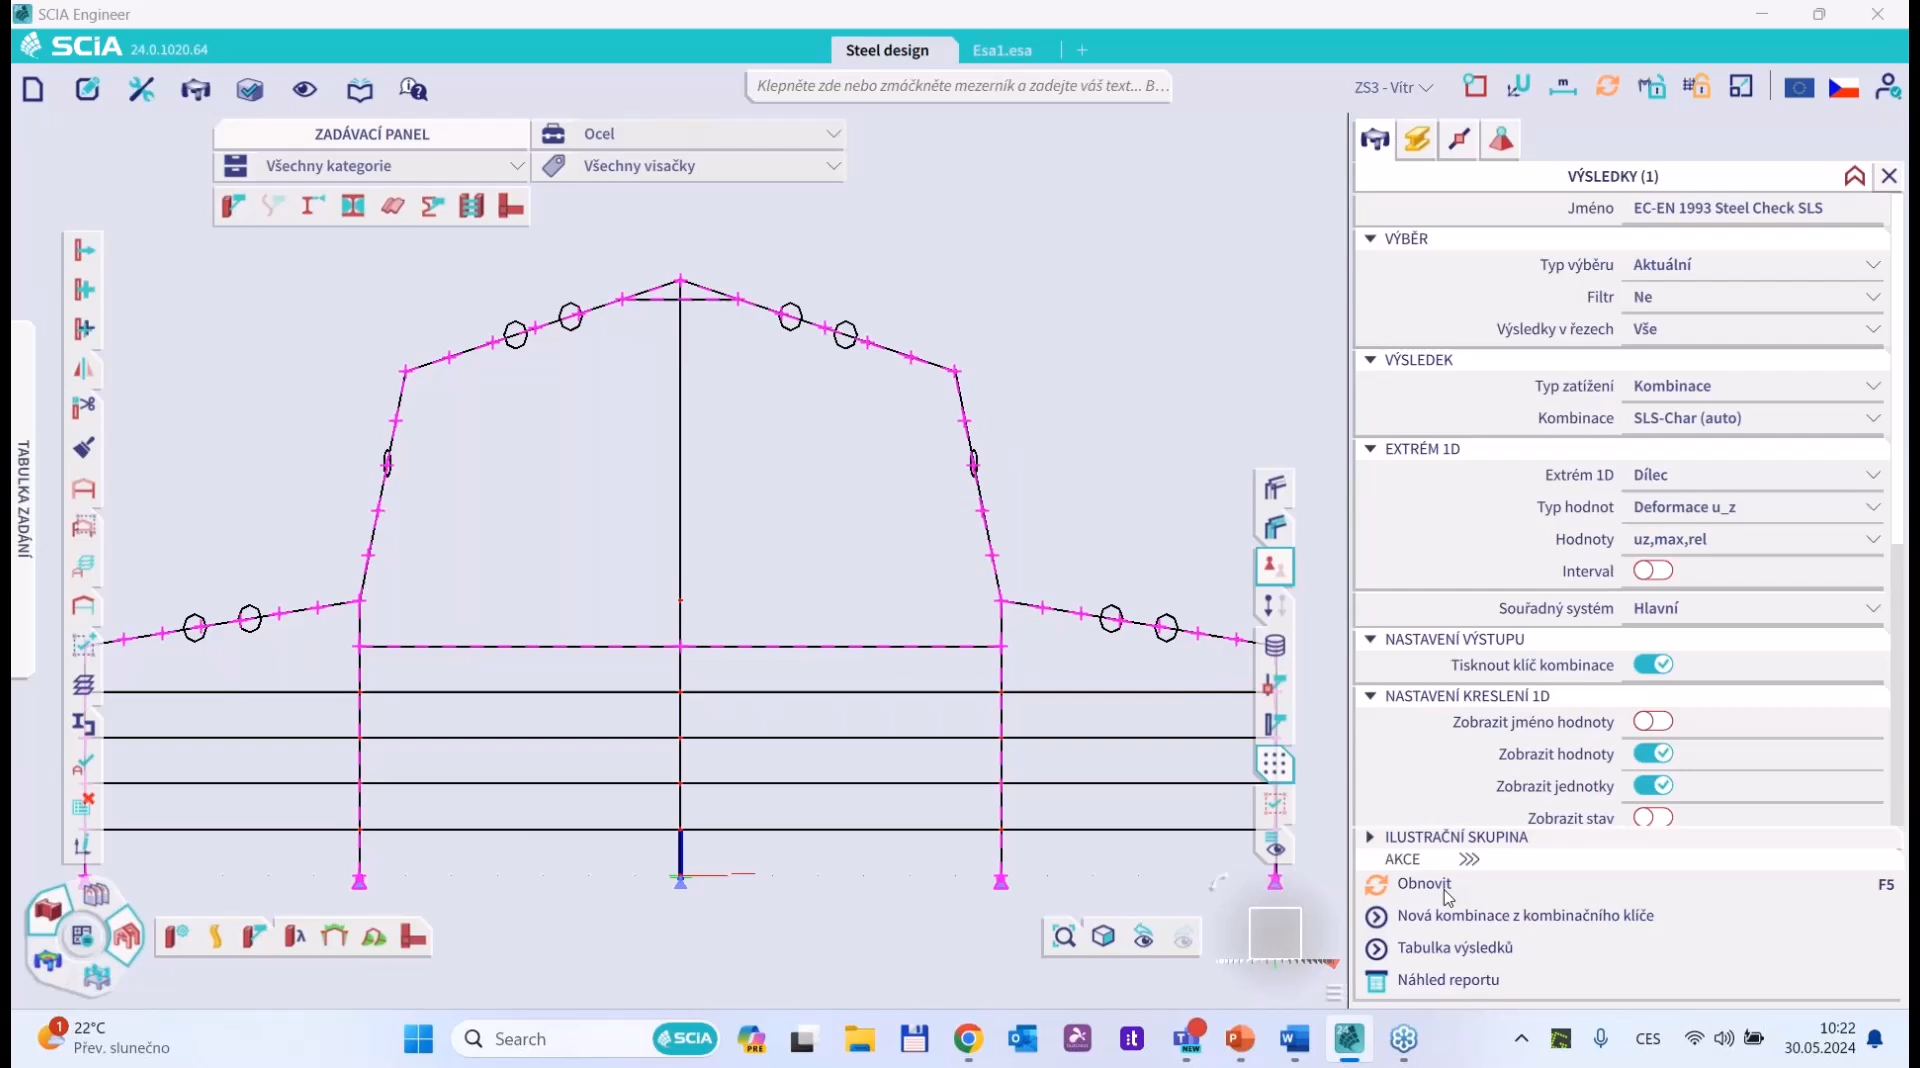 SCIA Engineer
SCiA 24.0.1020.64
Steel design
Esa1.esa
Klepněte zde nebo zmáčkněte mezerník a zadejte váš text... B...
ZS3 - Vítr
ZADÁVACÍ PANEL
Ocel
Všechny kategorie
Všechny visačky
TABULKA ZADÁNÍ
VÝSLEDKY (1)
Jméno EC-EN 1993 Steel Check SLS
VÝBĚR
Typ výběru Aktuální
Filtr Ne
Výsledky v řezech Vše
VÝSLEDEK
Typ zatížení Kombinace
Kombinace SLS-Char (auto)
EXTRÉM 1D
Extrém 1D Dílec
Typ hodnot Deformace u_z
Hodnoty uz,max,rel
Interval
Souřadný systém Hlavní
NASTAVENÍ VÝSTUPU
Tisknout klíč kombinace
NASTAVENÍ KRESLENÍ 1D
Zobrazit jméno hodnoty
Zobrazit hodnoty
Zobrazit jednotky
Zobrazit stav
ILUSTRAČNÍ SKUPINA
AKCE
Obnovit F5
Nová kombinace z kombinačního klíče
Tabulka výsledků
Náhled reportu
1
22°C
Přev. slunečno
Search
SCIA
PRE
NEW
CES
10:22
30.05.2024